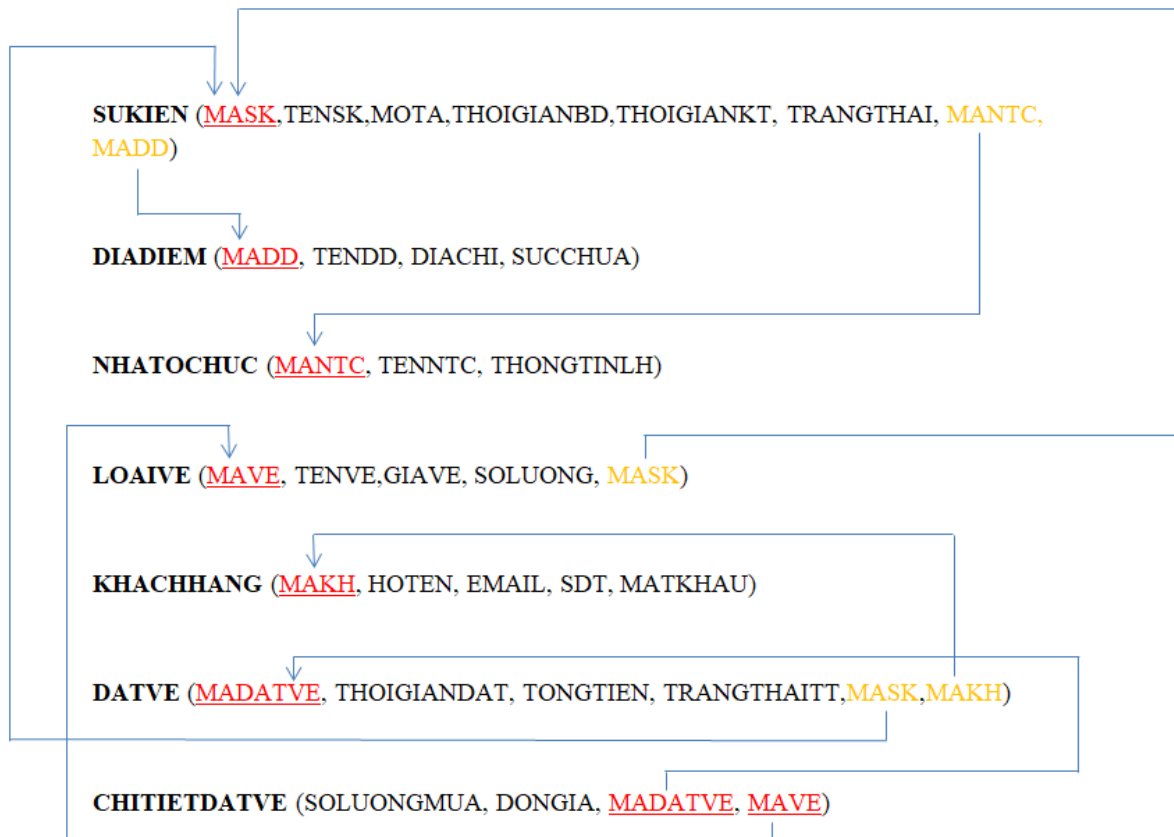 SUKIEN (MASK,TENSK,MOTA,THOIGIANBD,THOIGIANKT, TRANGTHAI, MANTC,
MADD)
DIADIEM (MADD, TENDD, DIACHI, SUCCHUA)
NHATOCHUC (MANTC, TENNTC, THONGTINLH)
LOAIVE (MAVE, TENVE,GIAVE, SOLUONG, MASK)
KHACHHANG (MAKH, HOTEN, EMAIL, SDT, MATKHAU)
DATVE (MADATVE, THOIGIANDAT, TONGTIEN, TRANGTHAITT,MASK,MAKH)
CHITIETDATVE (SOLUONGMUA, DONGIA, MADATVE, MAVE)